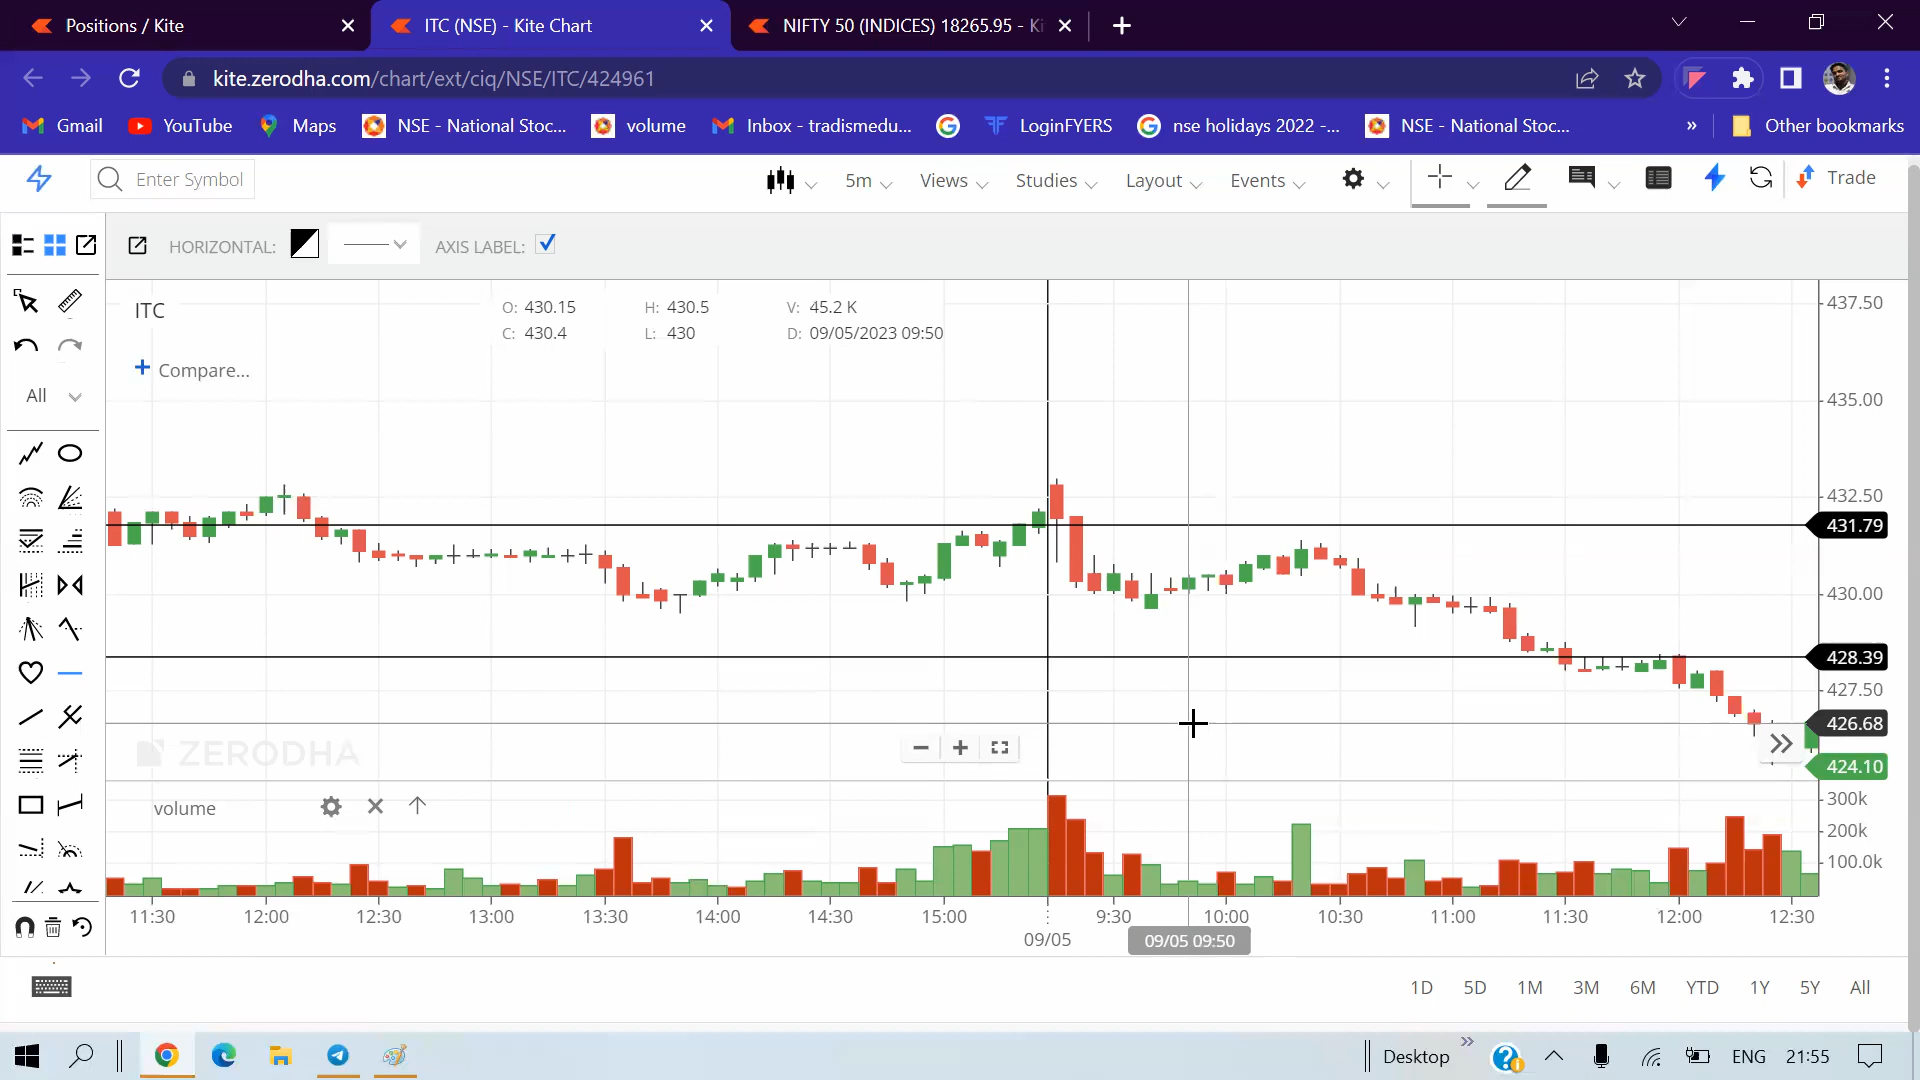 Positions / Kite
ITC (NSE) - Kite Chart
NIFTY 50 (INDICES) 18265.95 - Ki
kite.zerodha.com/chart/ext/ciq/NSE/ITC/424961
Gmail
YouTube
Maps
NSE - National Stoc...
volume
Inbox - tradismedu...
LoginFYERS
nse holidays 2022 -...
NSE - National Stoc...
»
Other bookmarks
Enter Symbol
5m
Views
Studies
Layout
Events
Trade
HORIZONTAL:
AXIS LABEL:
ITC
O: 430.15 H: 430.5 V: 45.2 K
C: 430.4 L: 430 D: 09/05/2023 09:50
+ Compare...
All
437.50
435.00
432.50
431.79
430.00
428.39
427.50
426.68
424.10
ZERODHA
volume
300k
200k
100.0k
11:30 12:00 12:30 13:00 13:30 14:00 14:30 15:00 9:30 10:00 10:30 11:00 11:30 12:00 12:30
09/05
09/05 09:50
1D 5D 1M 3M 6M YTD 1Y 5Y All
Desktop
»
ENG
21:55